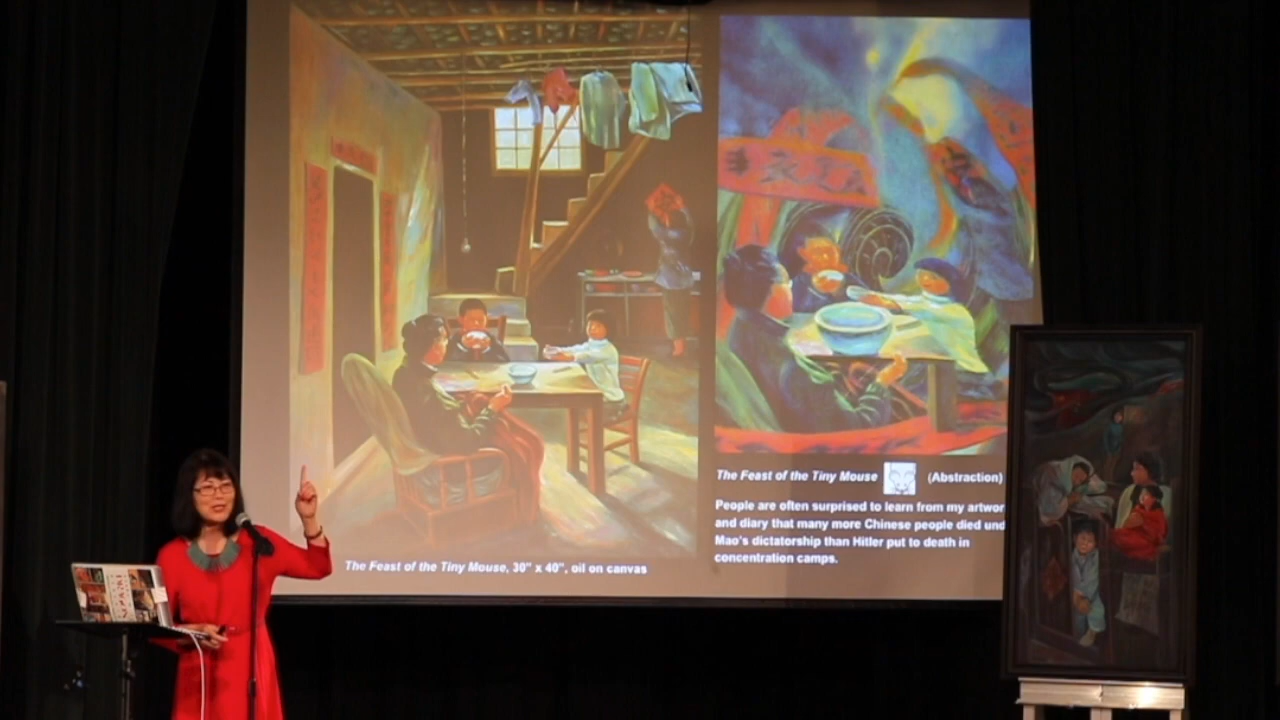 The Feast of the Tiny Mouse, 30" x 40", oil on canvas
The Feast of the Tiny Mouse (Abstraction)
People are often surprised to learn from my artwor
and diary that many more Chinese people died und
Mao's dictatorship than Hitler put to death in
concentration camps.